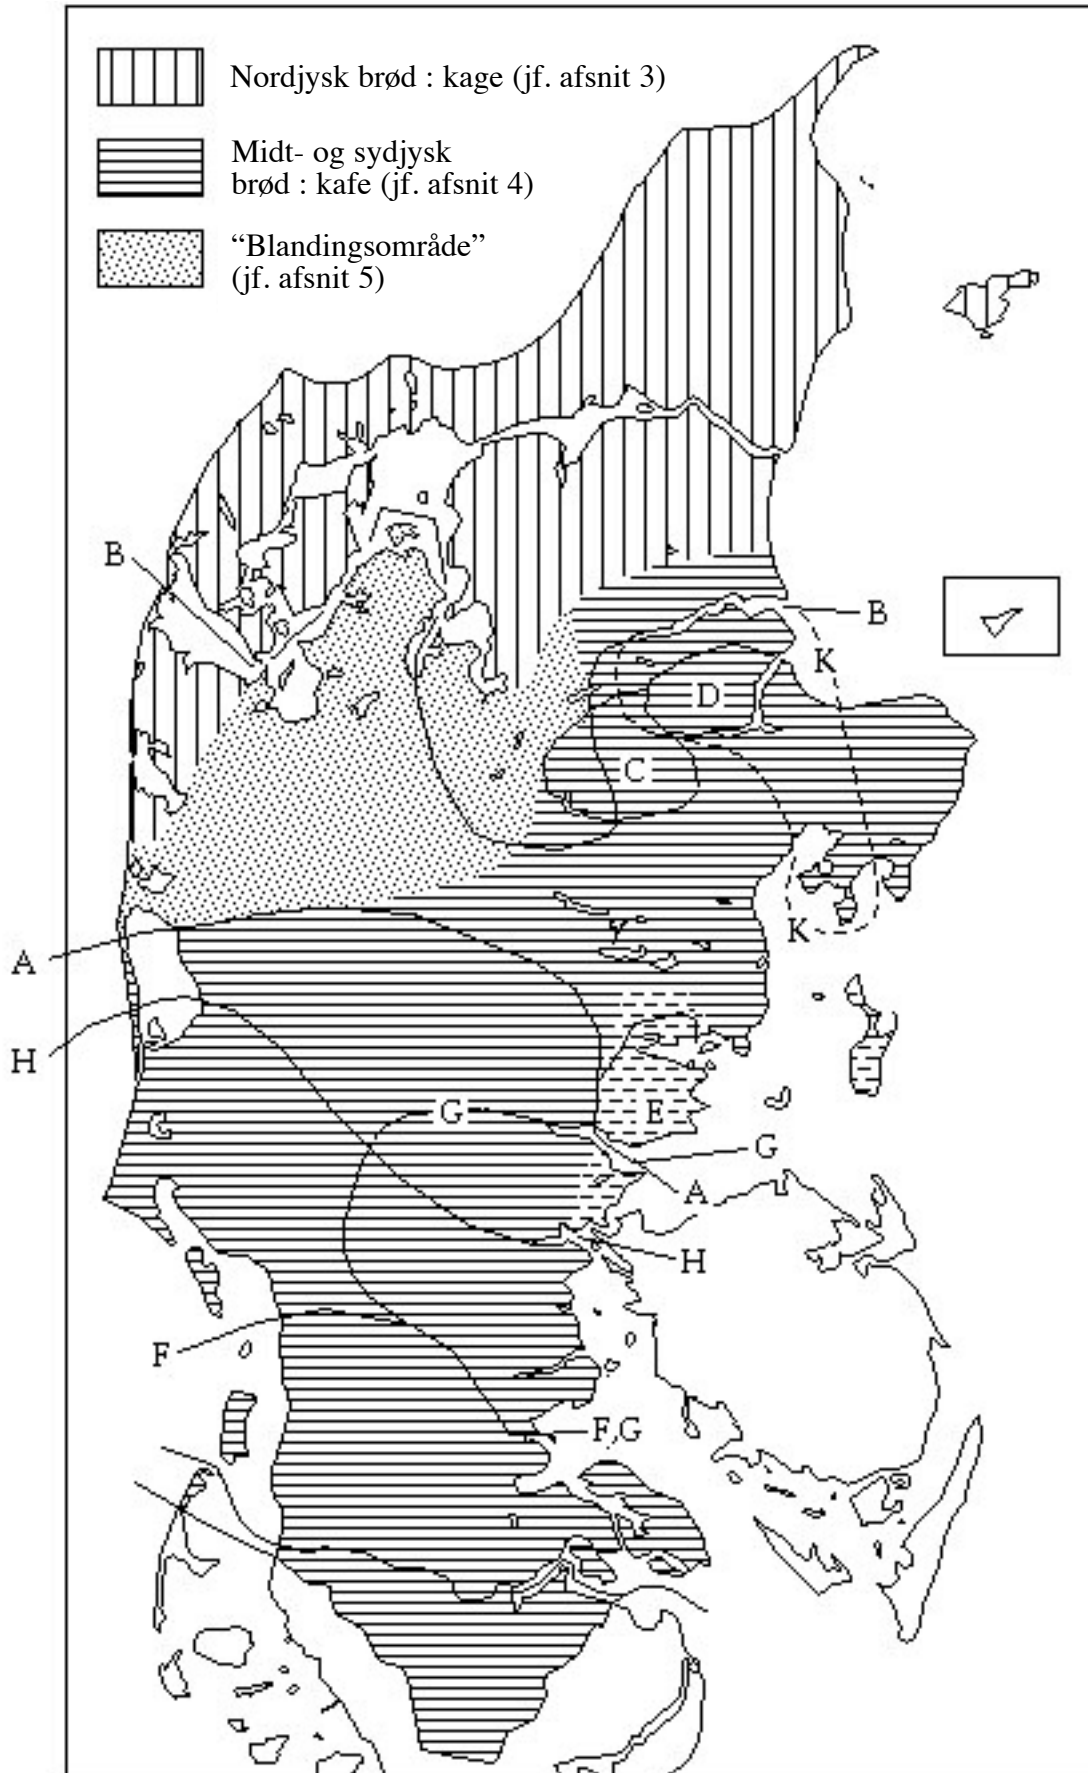 Nordjysk brød : kage (jf. afsnit 3)
Midt- og sydjysk
brød : kafe (jf. afsnit 4)
“Blandingsområde”
(jf. afsnit 5)
B
B
K
D
C
K
A
H
E
G
G
A
H
F
F,G